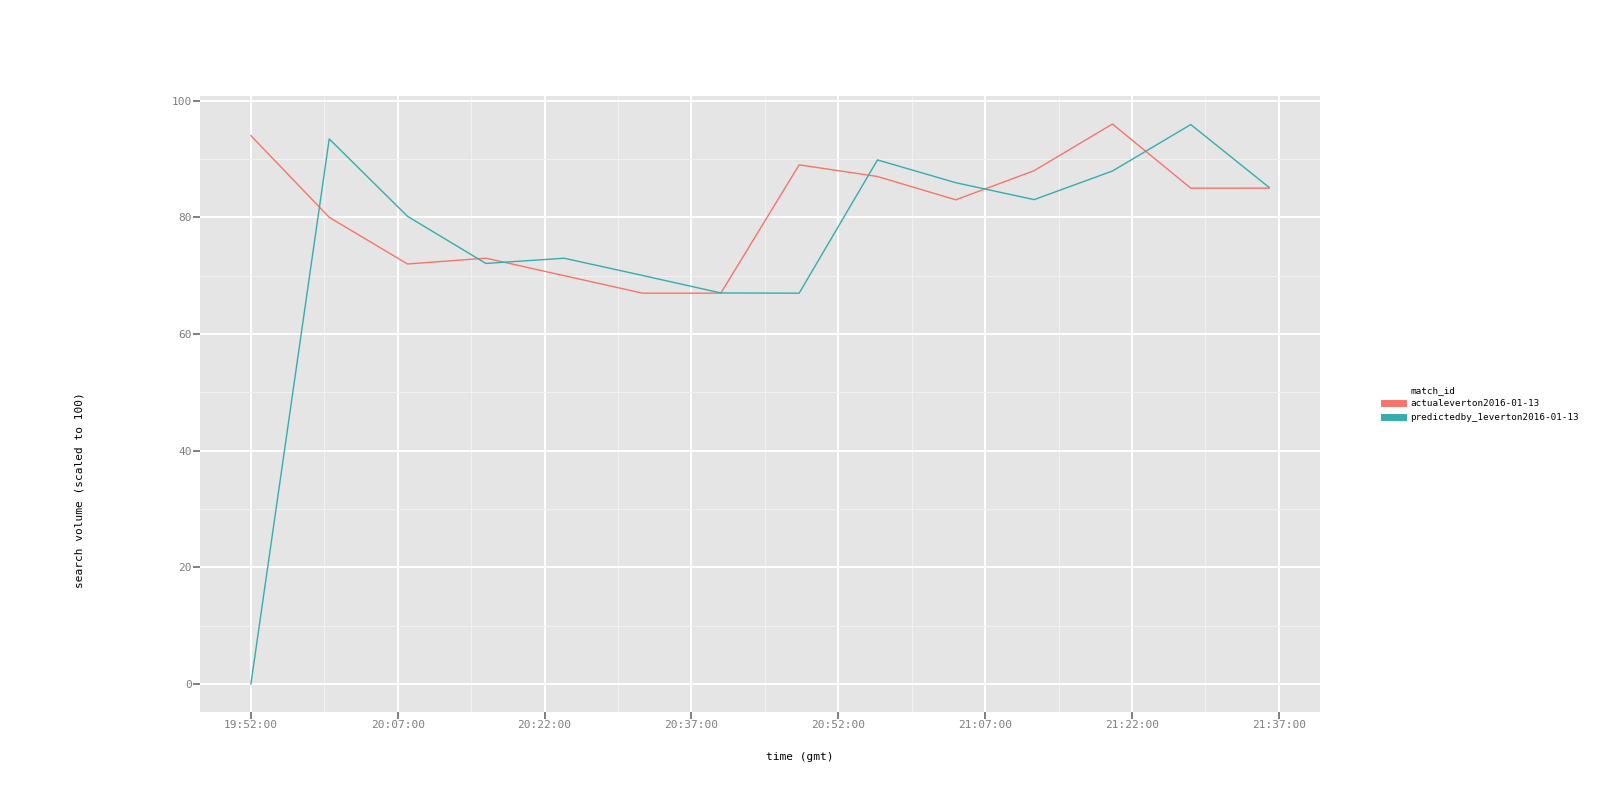 100
80
60
40
20
0
search volume (scaled to 100)
19:52:00 20:07:00 20:22:00 20:37:00 20:52:00 21:07:00 21:22:00 21:37:00
time (gmt)
match_id
actualeverton2016-01-13
predictedby_1everton2016-01-13